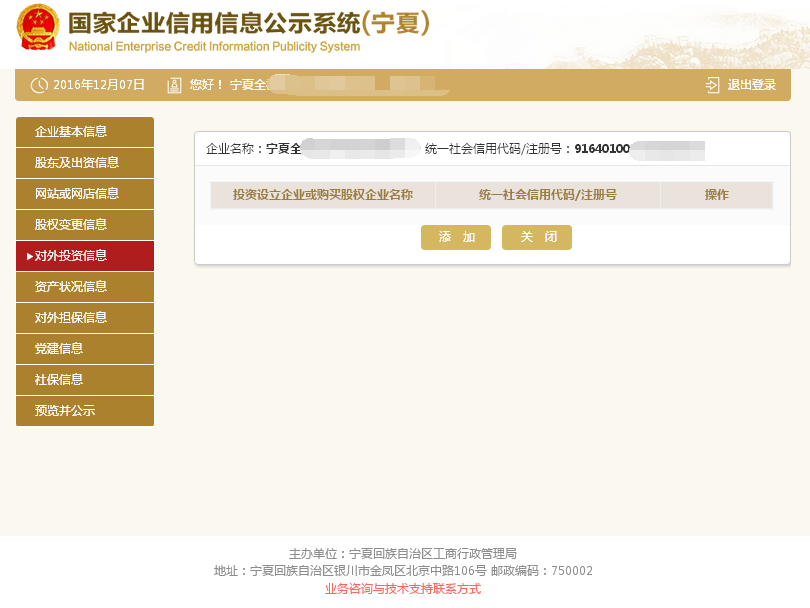 国家企业信用信息公示系统(宁夏)
National Enterprise Credit Information Publicity System
2016年12月07日 您好！ 宁夏全 退出登录
企业基本信息
股东及出资信息
网站或网店信息
股权变更信息
▶对外投资信息
资产状况信息
对外担保信息
党建信息
社保信息
预览并公示
企业名称：宁夏全 统一社会信用代码/注册号：91640100
投资设立企业或购买股权企业名称 统一社会信用代码/注册号 操作
添 加 关 闭
主办单位：宁夏回族自治区工商行政管理局
地址：宁夏回族自治区银川市金凤区北京中路106号 邮政编码：750002
业务咨询与技术支持联系方式